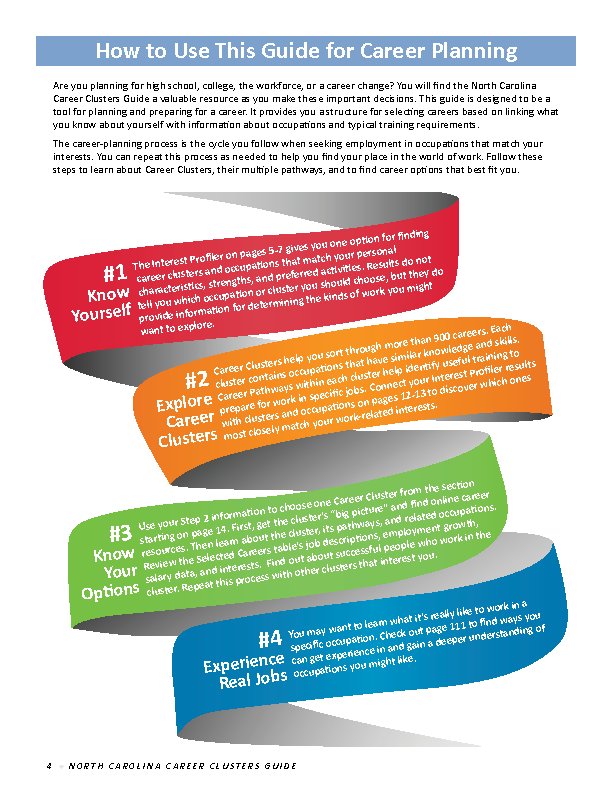 How to Use This Guide for Career Planning
Are you planning for high school, college, the workforce, or a career change? You will find the North Carolina
Career Clusters Guide a valuable resource as you make these important decisions. This guide is designed to be a
tool for planning and preparing for a career. It provides you a structure for selecting careers based on linking what
you know about yourself with information about occupations and typical training requirements.
The career-planning process is the cycle you follow when seeking employment in occupations that match your
interests. You can repeat this process as needed to help you find your place in the world of work. Follow these
steps to learn about Career Clusters, their multiple pathways, and to find career options that best fit you.
#1
Know
Yourself
The Interest Profiler on pages 5-7 gives you one option for finding
career clusters and occupations that match your personal
characteristics, strengths, and preferred activities. Results do not
tell you which occupation or cluster you should choose, but they do
provide information for determining the kinds of work you might
want to explore.
#2
Explore
Career
Clusters
Career Clusters help you sort through more than 900 careers. Each
cluster contains occupations that have similar knowledge and skills.
Career Pathways within each cluster help identify useful training to
prepare for work in specific jobs. Connect your Interest Profiler results
with clusters and occupations on pages 12-13 to discover which ones
most closely match your work-related interests.
#3
Know
Your
Options
Use your Step 2 information to choose one Career Cluster from the section
starting on page 14. First, get the cluster's "big picture" and find online career
resources. Then learn about the cluster, its pathways, and related occupations.
Review the Selected Careers table's job descriptions, employment growth,
salary data, and interests. Find out about successful people who work in the
cluster. Repeat this process with other clusters that interest you.
#4
Experience
Real Jobs
You may want to learn what it's really like to work in a
specific occupation. Check out page 111 to find ways you
can get experience in and gain a deeper understanding of
occupations you might like.
4 • NORTH CAROLINA CAREER CLUSTERS GUIDE